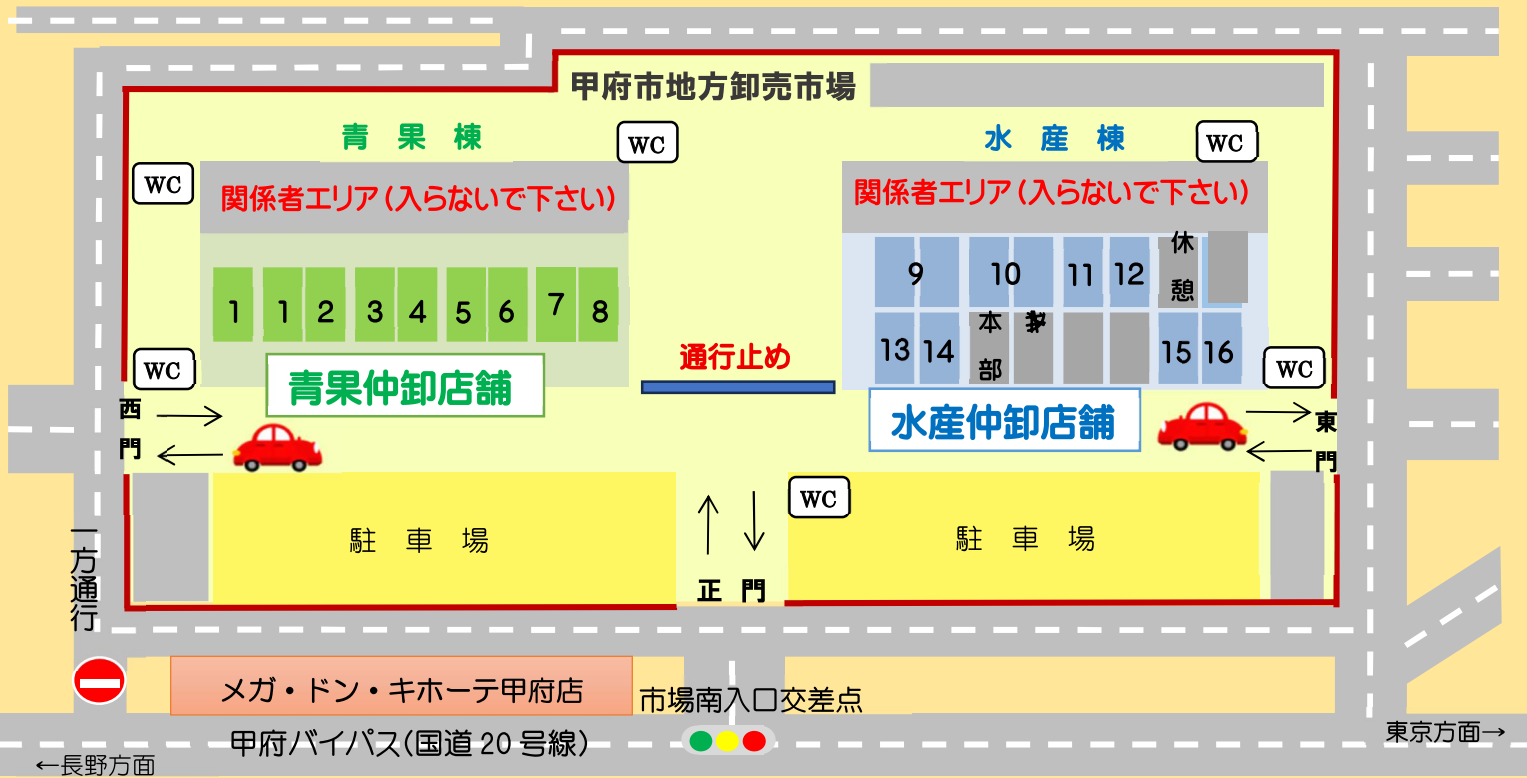 甲府市地方卸売市場
青果棟
水産棟
WC
WC
WC
関係者エリア（入らないで下さい）
関係者エリア（入らないで下さい）
休憩
9
10
11
12
1
1
2
3
4
5
6
7
8
本部
13
14
15
16
通行止め
WC
WC
青果仲卸店舗
水産仲卸店舗
西門
東門
WC
駐車場
駐車場
正門
一方通行
メガ・ドン・キホーテ甲府店
市場南入口交差点
甲府バイパス（国道20号線）
東京方面→
←長野方面